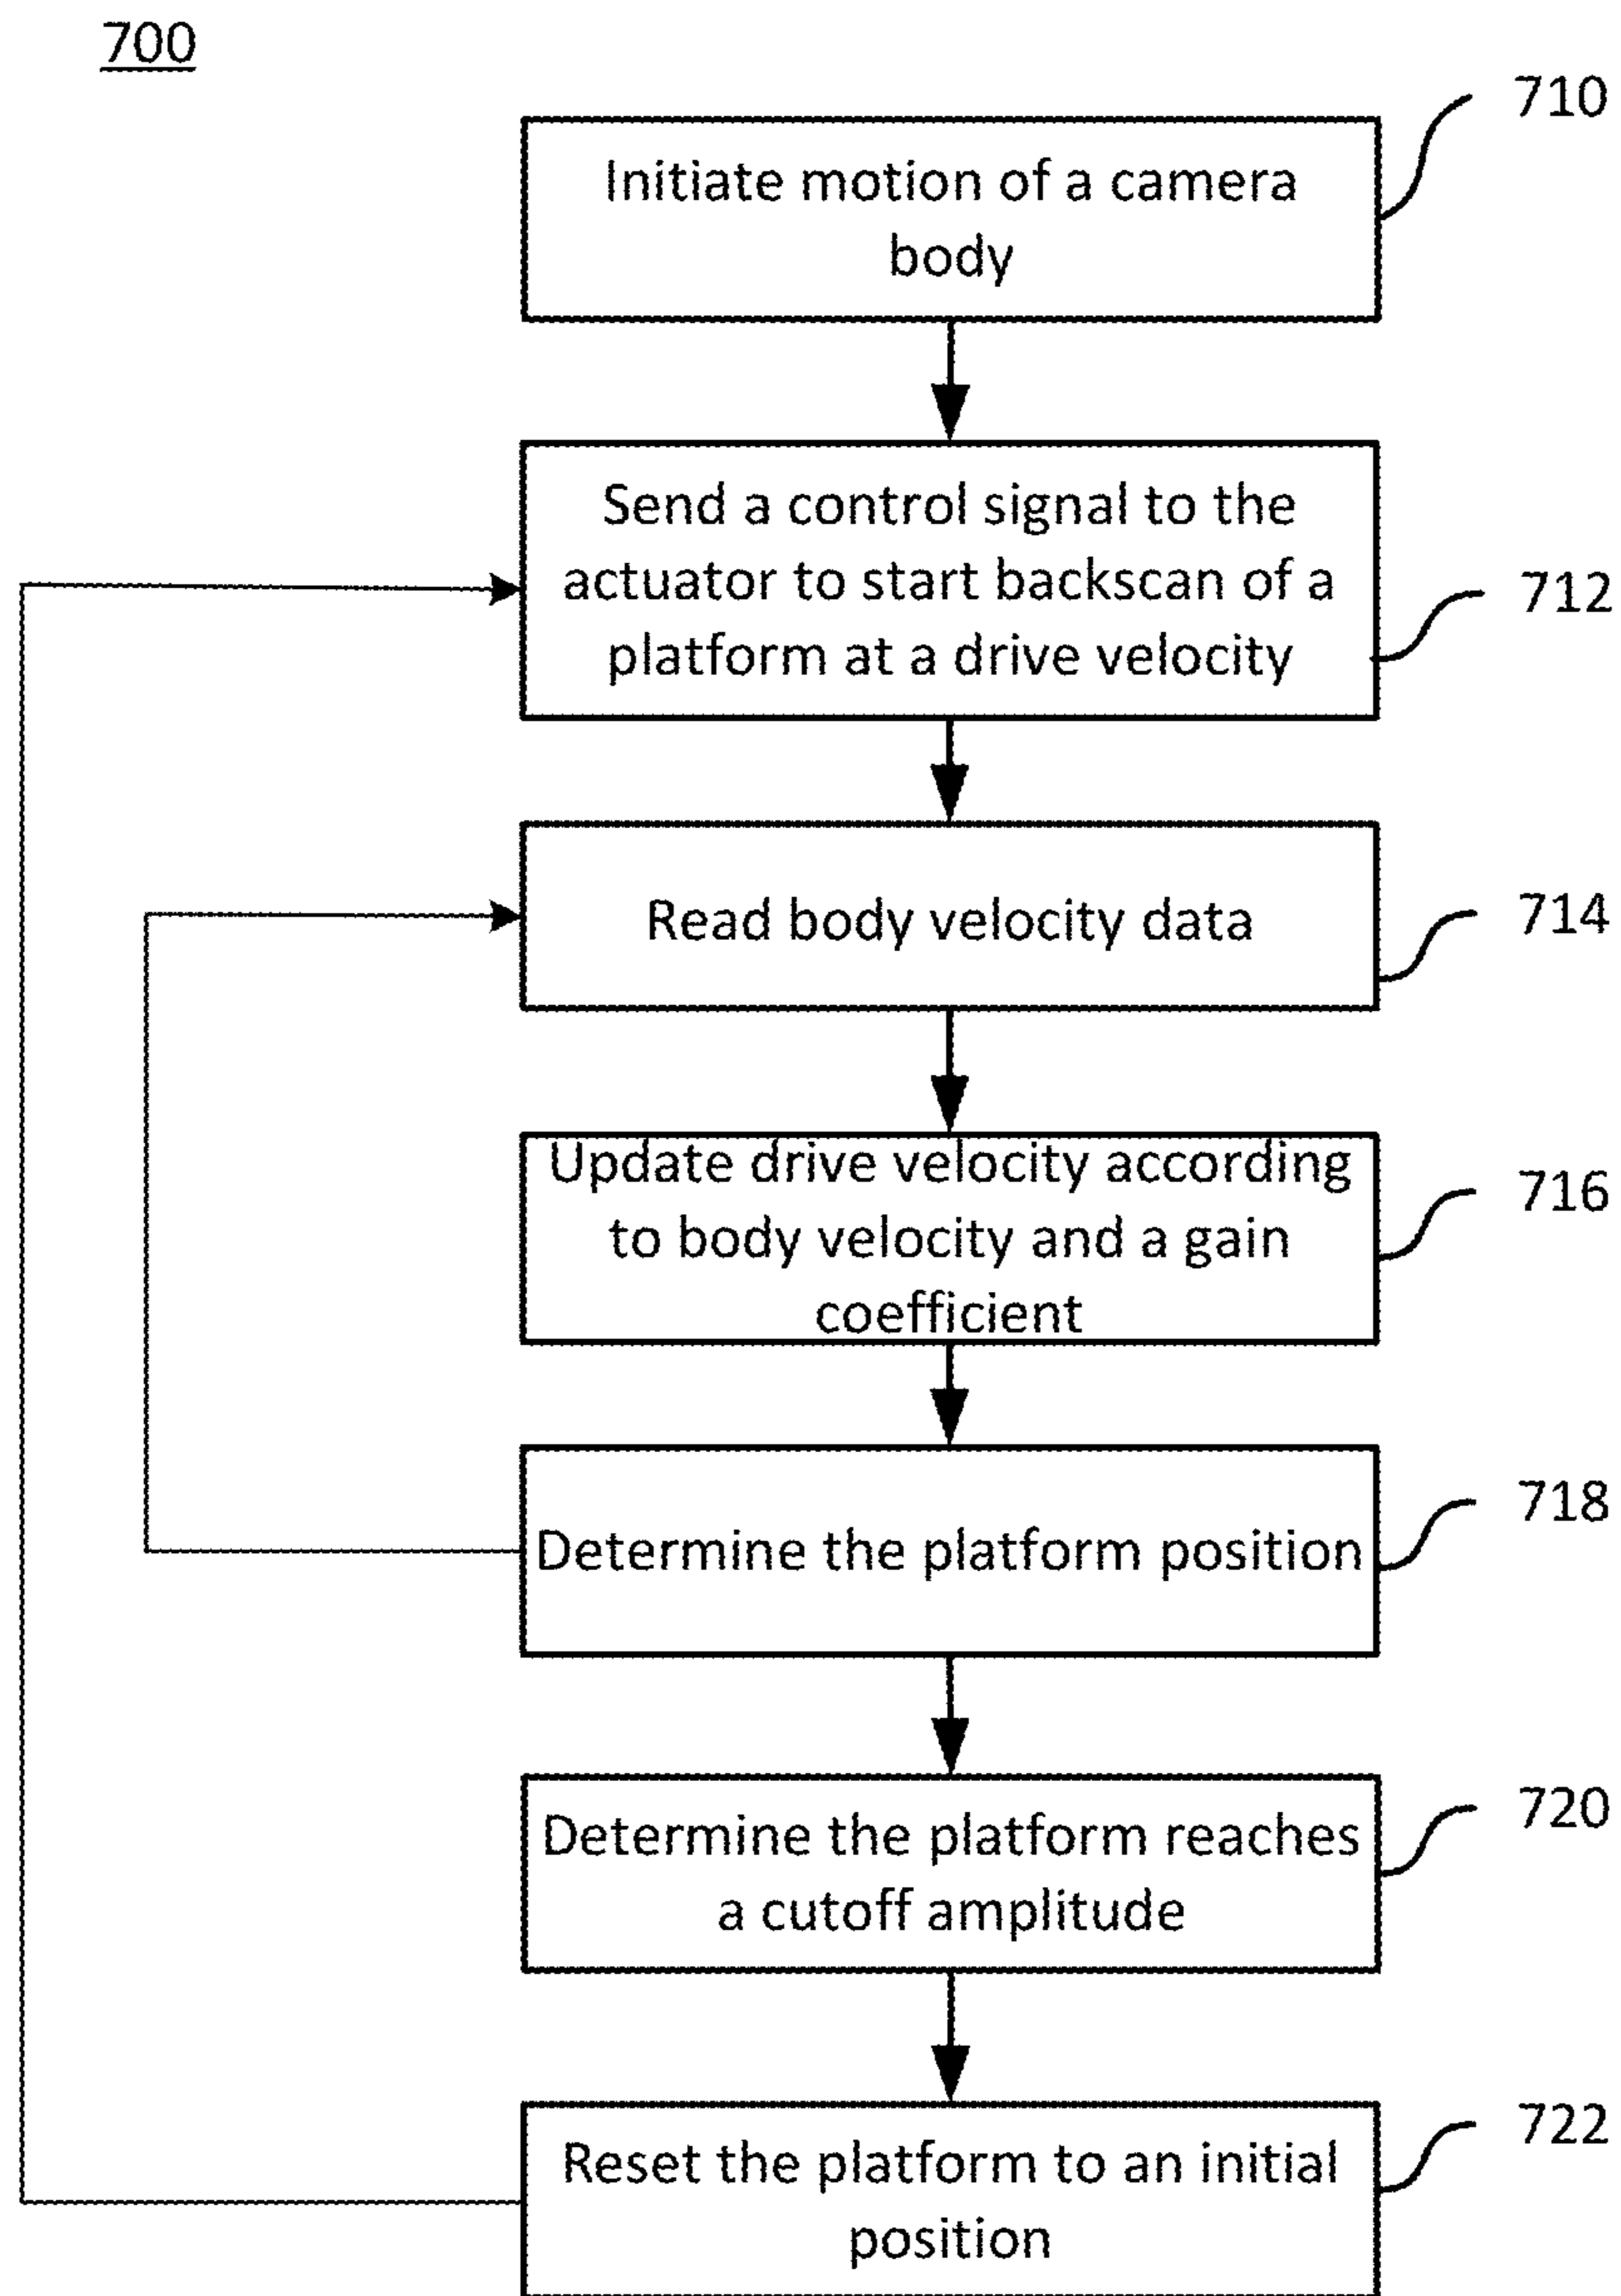 700
710
Initiate motion of a camera
body
Send a control signal to the
actuator to start backscan of a
platform at a drive velocity
712
Read body velocity data
714
Update drive velocity according
to body velocity and a gain
coefficient
716
Determine the platform position
718
Determine the platform reaches
a cutoff amplitude
720
Reset the platform to an initial
position
722